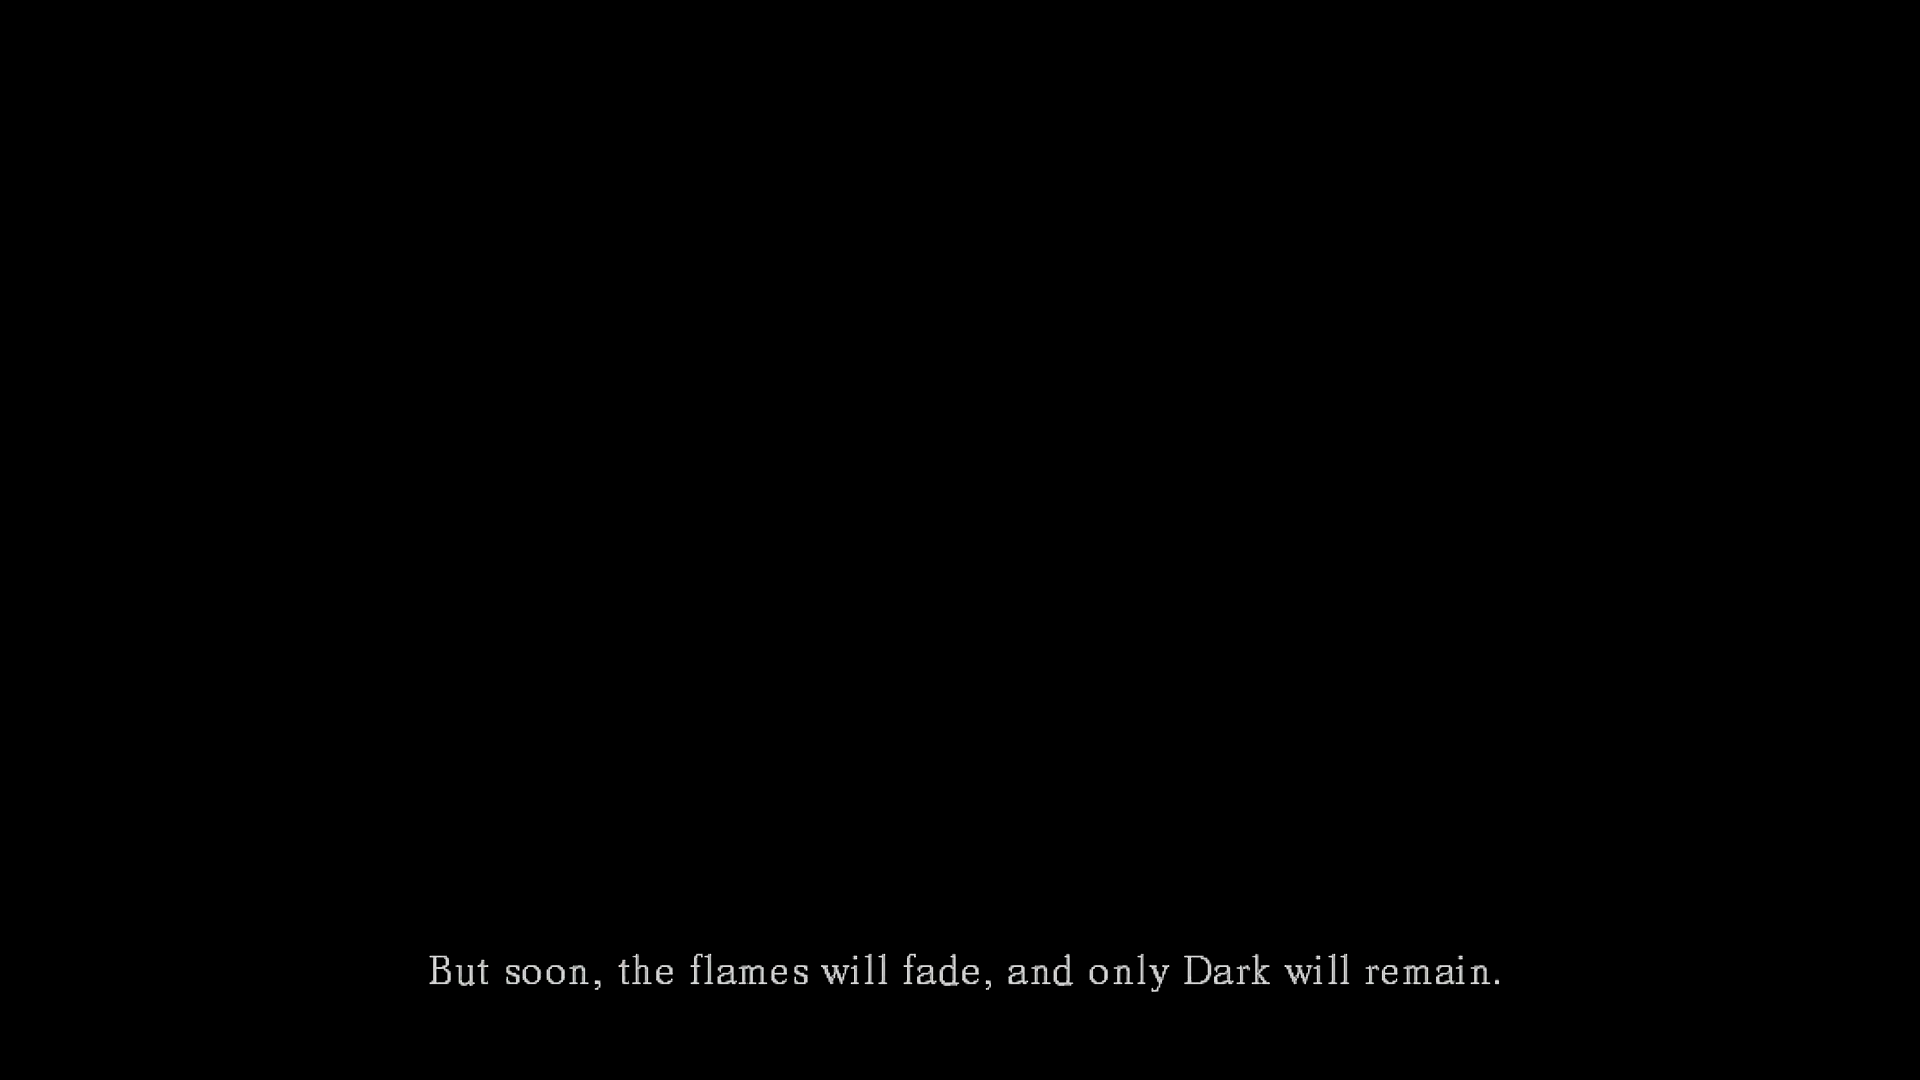 But soon, the flames will fade, and only Dark will remain.